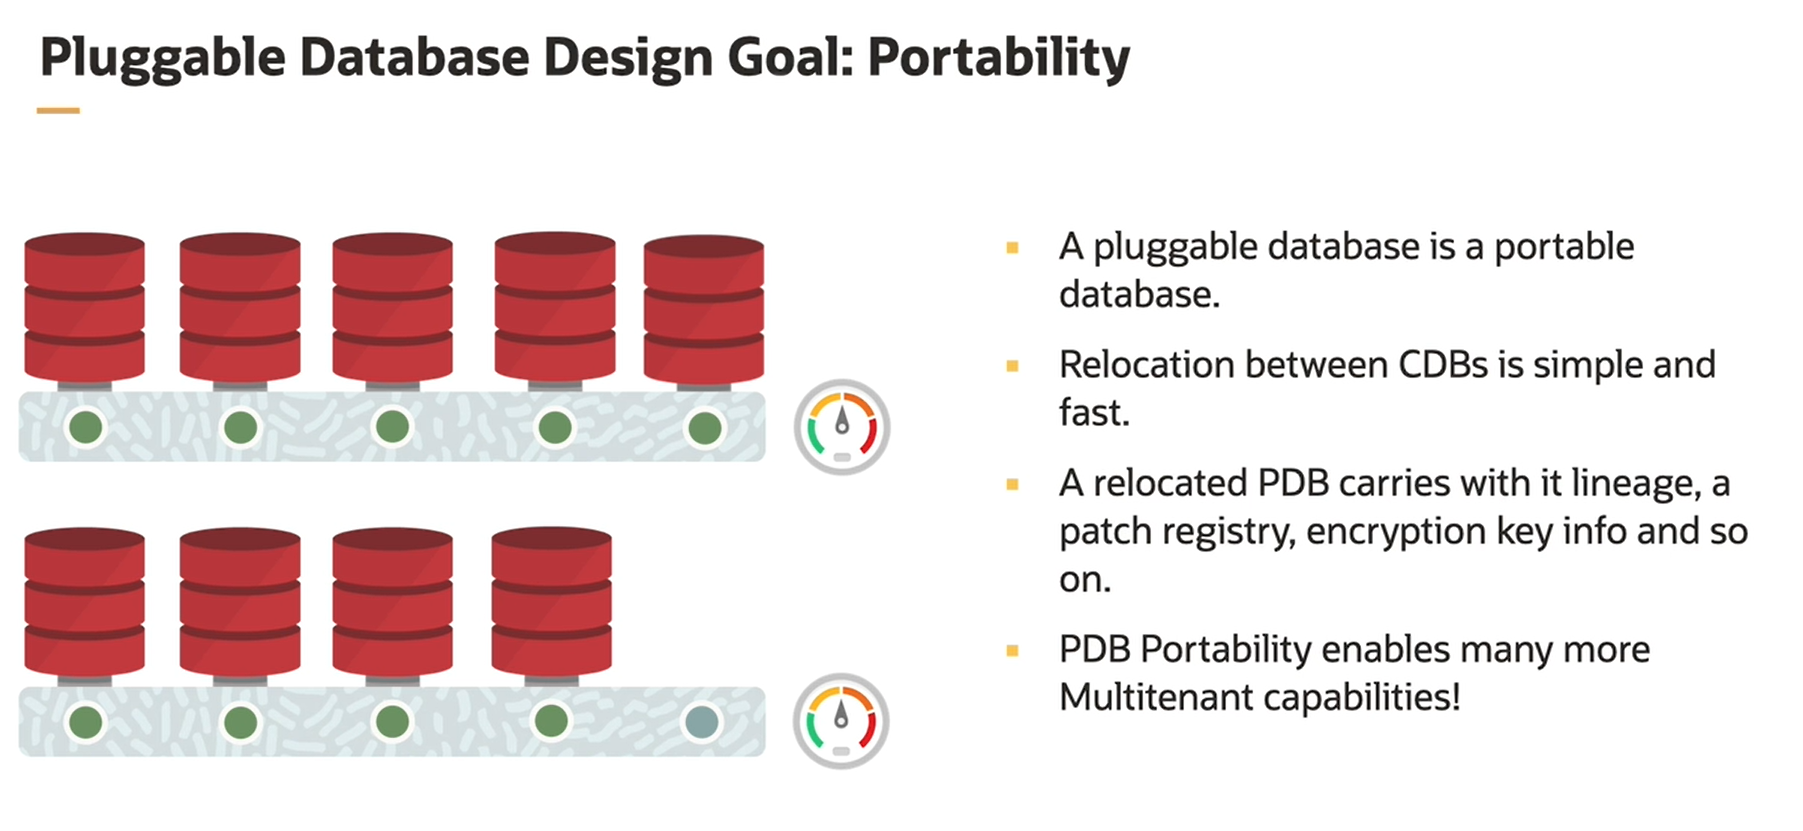 Pluggable Database Design Goal: Portability
A pluggable database is a portable
database.
Relocation between CDBs is simple and
fast.
A relocated PDB carries with it lineage, a
patch registry, encryption key info and so
on.
PDB Portability enables many more
Multitenant capabilities!